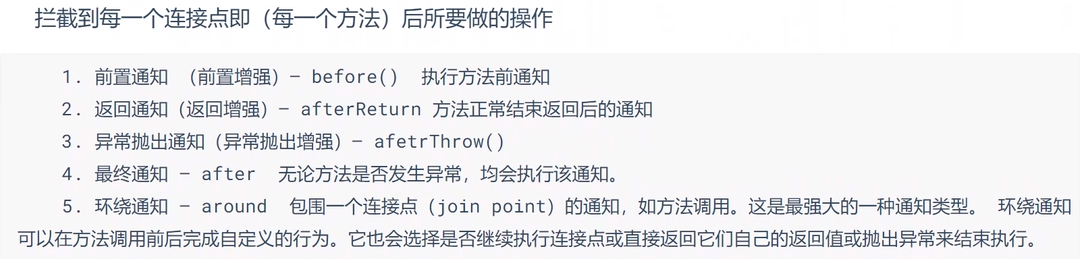 拦截到每一个连接点即（每一个方法）后所要做的操作
1. 前置通知 （前置增强）— before() 执行方法前通知
2. 返回通知（返回增强）— afterReturn 方法正常结束返回后的通知
3. 异常抛出通知（异常抛出增强）— afetrThrow()
4. 最终通知 — after 无论方法是否发生异常，均会执行该通知。
5. 环绕通知 — around 包围一个连接点（join point）的通知，如方法调用。这是最强大的一种通知类型。 环绕通知
可以在方法调用前后完成自定义的行为。它也会选择是否继续执行连接点或直接返回它们自己的返回值或抛出异常来结束执行。